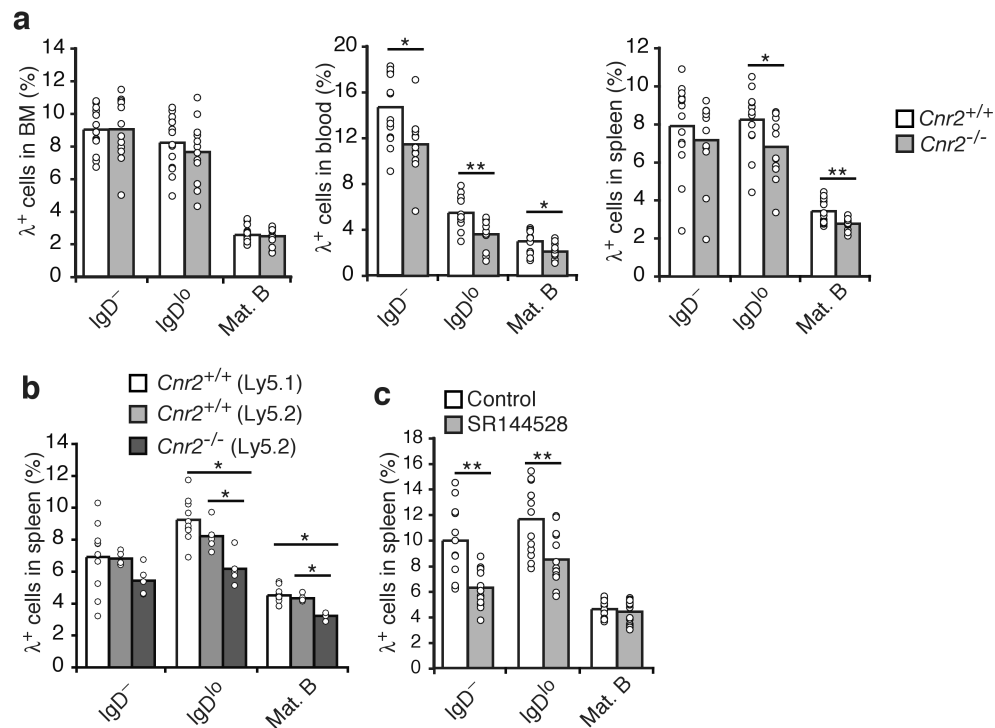 a
λ+ cells in BM (%)
14
12
10
8
6
4
2
0
IgD–
IgDlo
Mat. B
λ+ cells in blood (%)
20
16
12
8
4
0
*
**
*
IgD–
IgDlo
Mat. B
λ+ cells in spleen (%)
12
10
8
6
4
2
0
*
**
IgD–
IgDlo
Mat. B
Cnr2+/+
Cnr2-/-
b
Cnr2+/+ (Ly5.1)
Cnr2+/+ (Ly5.2)
Cnr2-/- (Ly5.2)
λ+ cells in spleen (%)
14
12
10
8
6
4
2
0
*
*
*
*
IgD–
IgDlo
Mat. B
c
Control
SR144528
λ+ cells in spleen (%)
18
16
14
12
10
8
6
4
2
0
**
**
IgD–
IgDlo
Mat. B